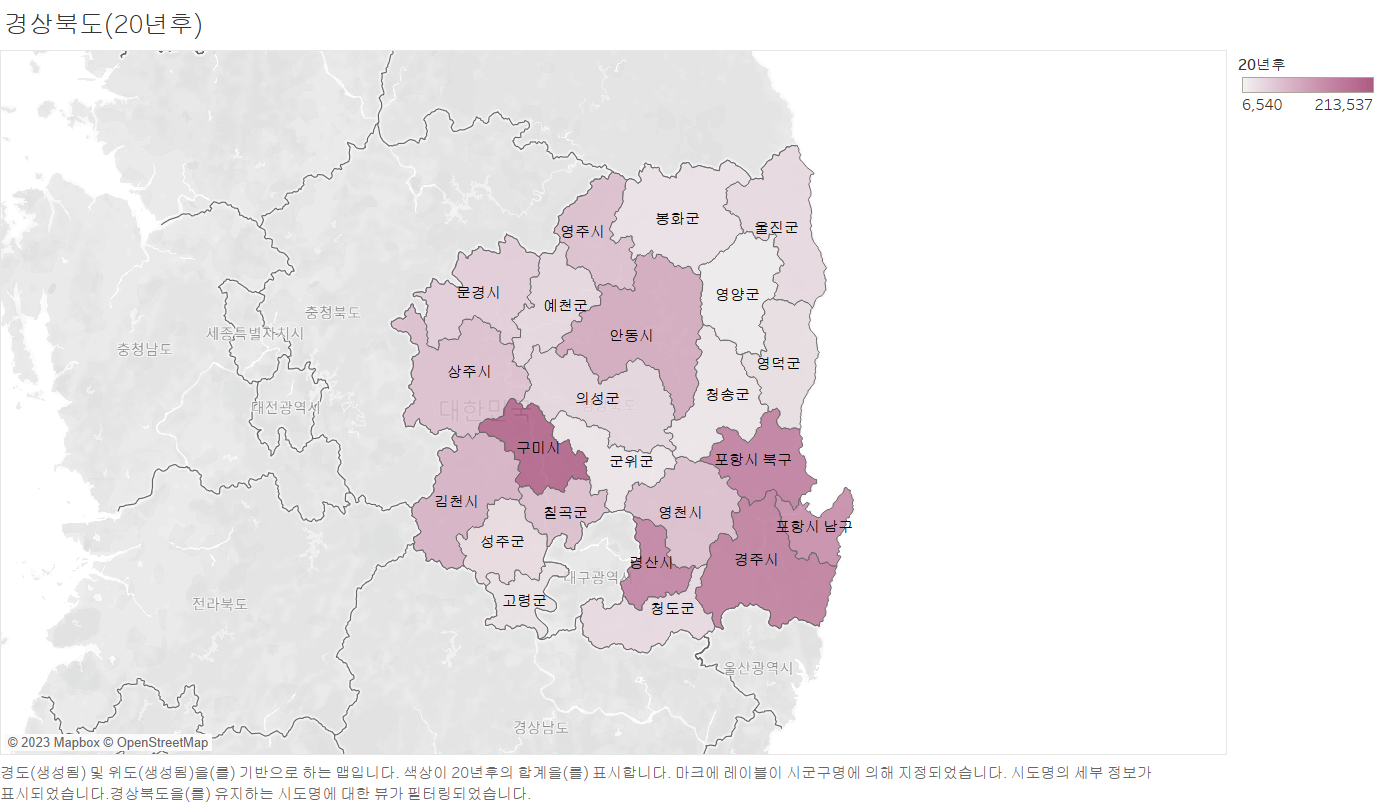 경상북도(20년후)
20년후
6,540 213,537
봉화군
영주시
울진군
문경시
예천군
영양군
충청북도
세종특별자치시
충청남도
안동시
영덕군
상주시
의성군
청송군
대전광역시
구미시
군위군
포항시 북구
김천시
칠곡군
영천시
포항시 남구
성주군
경산시
경주시
대구광역시
고령군
청도군
전라북도
울산광역시
경상남도
© 2023 Mapbox © OpenStreetMap
경도(생성됨) 및 위도(생성됨)을(를) 기반으로 하는 맵입니다. 색상이 20년후의 합계을(를) 표시합니다. 마크에 레이블이 시군구명에 의해 지정되었습니다. 시도명의 세부 정보가
표시되었습니다.경상북도을(를) 유지하는 시도명에 대한 뷰가 필터링되었습니다.